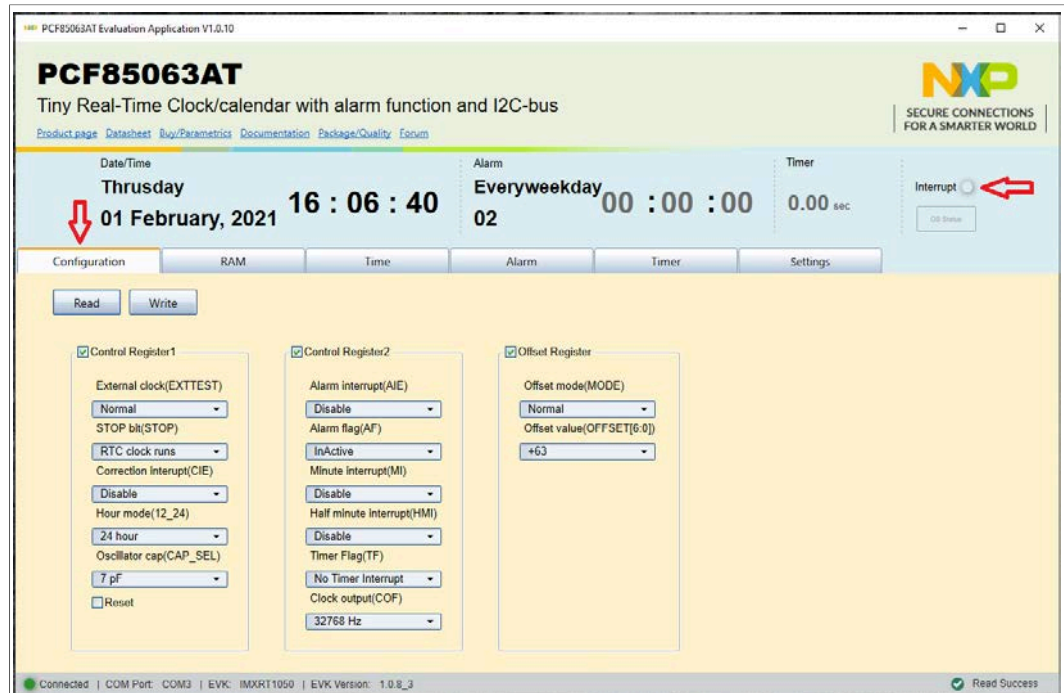 PCF85063AT Evaluation Application V1.0.10
PCF85063AT
Tiny Real-Time Clock/calendar with alarm function and I2C-bus
Product page Datasheet Buy/Parametrics Documentation Package/Quality Forum
NXP
SECURE CONNECTIONS
FOR A SMARTER WORLD
Date/Time
Thrusday
01 February, 2021
16 : 06 : 40
Alarm
Everyweekday
02
00 :00 :00
Timer
0.00 sec
Interrupt
OS Status
Configuration RAM Time Alarm Timer Settings
Read Write
Control Register1
External clock(EXTTEST)
Normal
STOP bit(STOP)
RTC clock runs
Correction interupt(CIE)
Disable
Hour mode(12_24)
24 hour
Oscillator cap(CAP_SEL)
7 pF
Reset
Control Register2
Alarm interrupt(AIE)
Disable
Alarm flag(AF)
InActive
Minute interrupt(MI)
Disable
Half minute interrupt(HMI)
Disable
Timer Flag(TF)
No Timer Interrupt
Clock output(COF)
32768 Hz
Offset Register
Offset mode(MODE)
Normal
Offset value(OFFSET[6:0])
+63
Connected | COM Port: COM3 | EVK: IMXRT1050 | EVK Version: 1.0.8_3
Read Success